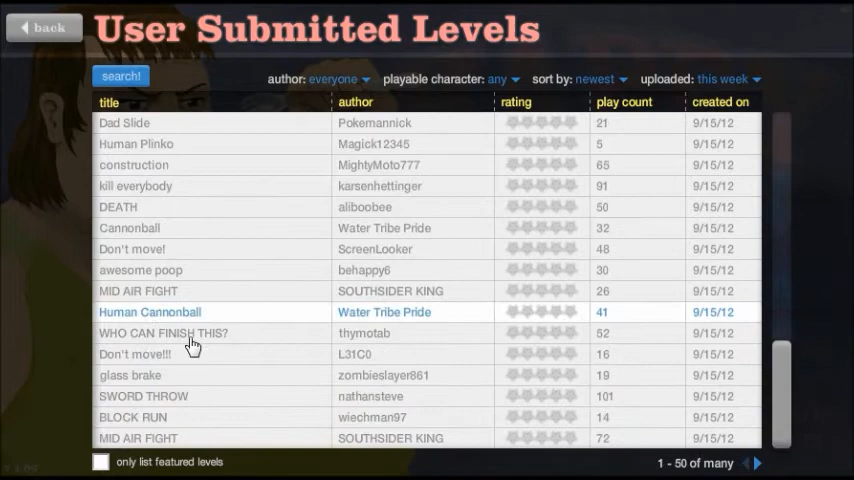 back
User Submitted Levels
search!
author: everyone playable character: any sort by: newest uploaded: this week
title author rating play count created on
Dad Slide Pokemannick 21 9/15/12
Human Plinko Magick12345 5 9/15/12
construction MightyMoto777 65 9/15/12
kill everybody karsenhettinger 91 9/15/12
DEATH aliboobee 50 9/15/12
Cannonball Water Tribe Pride 32 9/15/12
Don't move! ScreenLooker 48 9/15/12
awesome poop behappy6 30 9/15/12
MID AIR FIGHT SOUTHSIDER KING 26 9/15/12
Human Cannonball Water Tribe Pride 41 9/15/12
WHO CAN FINISH THIS? thymotab 52 9/15/12
Don't move!!! L31C0 16 9/15/12
glass brake zombieslayer861 19 9/15/12
SWORD THROW nathansteve 101 9/15/12
BLOCK RUN wiechman97 14 9/15/12
MID AIR FIGHT SOUTHSIDER KING 72 9/15/12
only list featured levels 1 - 50 of many